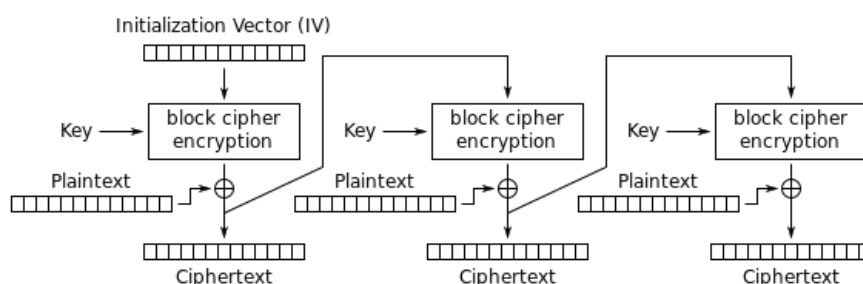 Initialization Vector (IV)
Key
block cipher
encryption
Key
block cipher
encryption
Key
block cipher
encryption
Plaintext
Plaintext
Plaintext
Ciphertext
Ciphertext
Ciphertext